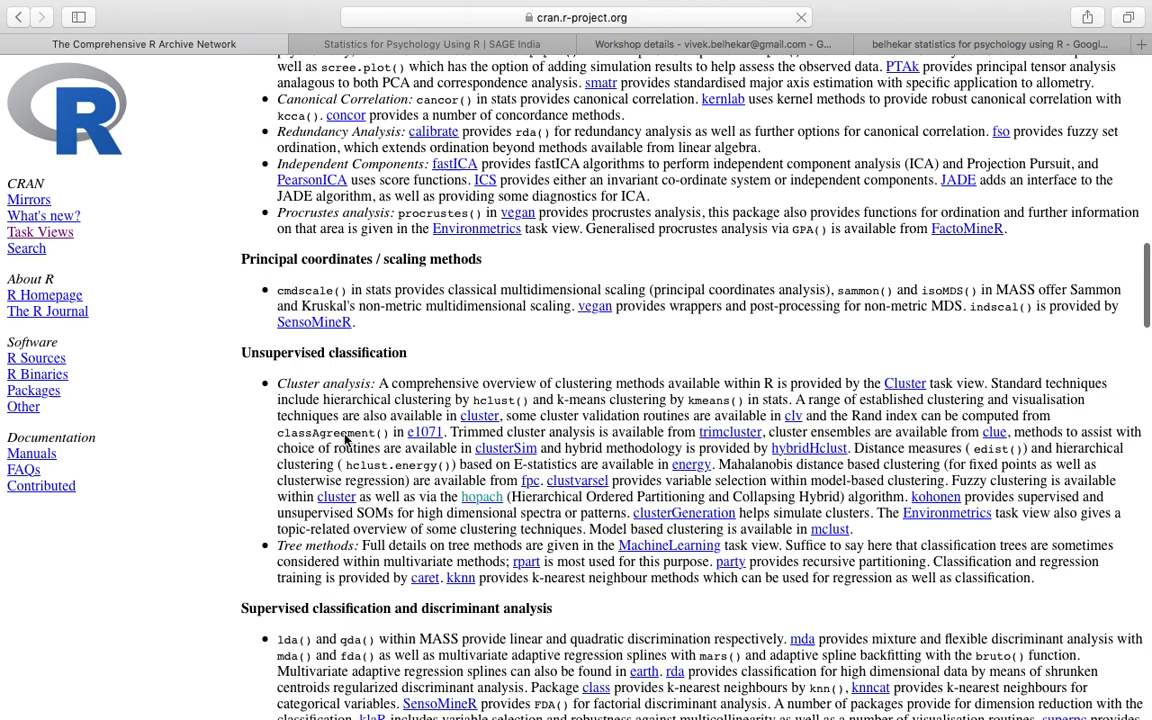 cran.r-project.org
The Comprehensive R Archive Network
Statistics for Psychology Using R | SAGE India
Workshop details - vivek.belhekar@gmail.com - G...
belhekar statistics for psychology using R - Googl...
R
CRAN
Mirrors
What's new?
Task Views
Search
About R
R Homepage
The R Journal
Software
R Sources
R Binaries
Packages
Other
Documentation
Manuals
FAQs
Contributed
well as scree.plot() which has the option of adding simulation results to help assess the observed data. PTAk provides principal tensor analysis
analagous to both PCA and correspondence analysis. smatr provides standardised major axis estimation with specific application to allometry.
Canonical Correlation: cancor() in stats provides canonical correlation. kernlab uses kernel methods to provide robust canonical correlation with
kcca(). concor provides a number of concordance methods.
Redundancy Analysis: calibrate provides rda() for redundancy analysis as well as further options for canonical correlation. fso provides fuzzy set
ordination, which extends ordination beyond methods available from linear algebra.
Independent Components: fastICA provides fastICA algorithms to perform independent component analysis (ICA) and Projection Pursuit, and
PearsonICA uses score functions. ICS provides either an invariant co-ordinate system or independent components. JADE adds an interface to the
JADE algorithm, as well as providing some diagnostics for ICA.
Procrustes analysis: procrustes() in vegan provides procrustes analysis, this package also provides functions for ordination and further information
on that area is given in the Environmetrics task view. Generalised procrustes analysis via GPA() is available from FactoMineR.
Principal coordinates / scaling methods
cmdscale() in stats provides classical multidimensional scaling (principal coordinates analysis), sammon() and isoMDS() in MASS offer Sammon
and Kruskal's non-metric multidimensional scaling. vegan provides wrappers and post-processing for non-metric MDS. indscal() is provided by
SensoMineR.
Unsupervised classification
Cluster analysis: A comprehensive overview of clustering methods available within R is provided by the Cluster task view. Standard techniques
include hierarchical clustering by hclust() and k-means clustering by kmeans() in stats. A range of established clustering and visualisation
techniques are also available in cluster, some cluster validation routines are available in clv and the Rand index can be computed from
classAgreement() in e1071. Trimmed cluster analysis is available from trimcluster, cluster ensembles are available from clue, methods to assist with
choice of routines are available in clusterSim and hybrid methodology is provided by hybridHclust. Distance measures ( edist()) and hierarchical
clustering ( hclust.energy()) based on E-statistics are available in energy. Mahalanobis distance based clustering (for fixed points as well as
clusterwise regression) are available from fpc. clustvarsel provides variable selection within model-based clustering. Fuzzy clustering is available
within cluster as well as via the hopach (Hierarchical Ordered Partitioning and Collapsing Hybrid) algorithm. kohonen provides supervised and
unsupervised SOMs for high dimensional spectra or patterns. clusterGeneration helps simulate clusters. The Environmetrics task view also gives a
topic-related overview of some clustering techniques. Model based clustering is available in mclust.
Tree methods: Full details on tree methods are given in the MachineLearning task view. Suffice to say here that classification trees are sometimes
considered within multivariate methods; rpart is most used for this purpose. party provides recursive partitioning. Classification and regression
training is provided by caret. kknn provides k-nearest neighbour methods which can be used for regression as well as classification.
Supervised classification and discriminant analysis
lda() and qda() within MASS provide linear and quadratic discrimination respectively. mda provides mixture and flexible discriminant analysis with
mda() and fda() as well as multivariate adaptive regression splines with mars() and adaptive spline backfitting with the bruto() function.
Multivariate adaptive regression splines can also be found in earth. rda provides classification for high dimensional data by means of shrunken
centroids regularized discriminant analysis. Package class provides k-nearest neighbours by knn(), knncat provides k-nearest neighbours for
categorical variables. SensoMineR provides FDA() for factorial discriminant analysis. A number of packages provide for dimension reduction with the
classification. klaR includes variable selection and robustness against multicollinearity as well as a number of visualisation routines. superpc provides